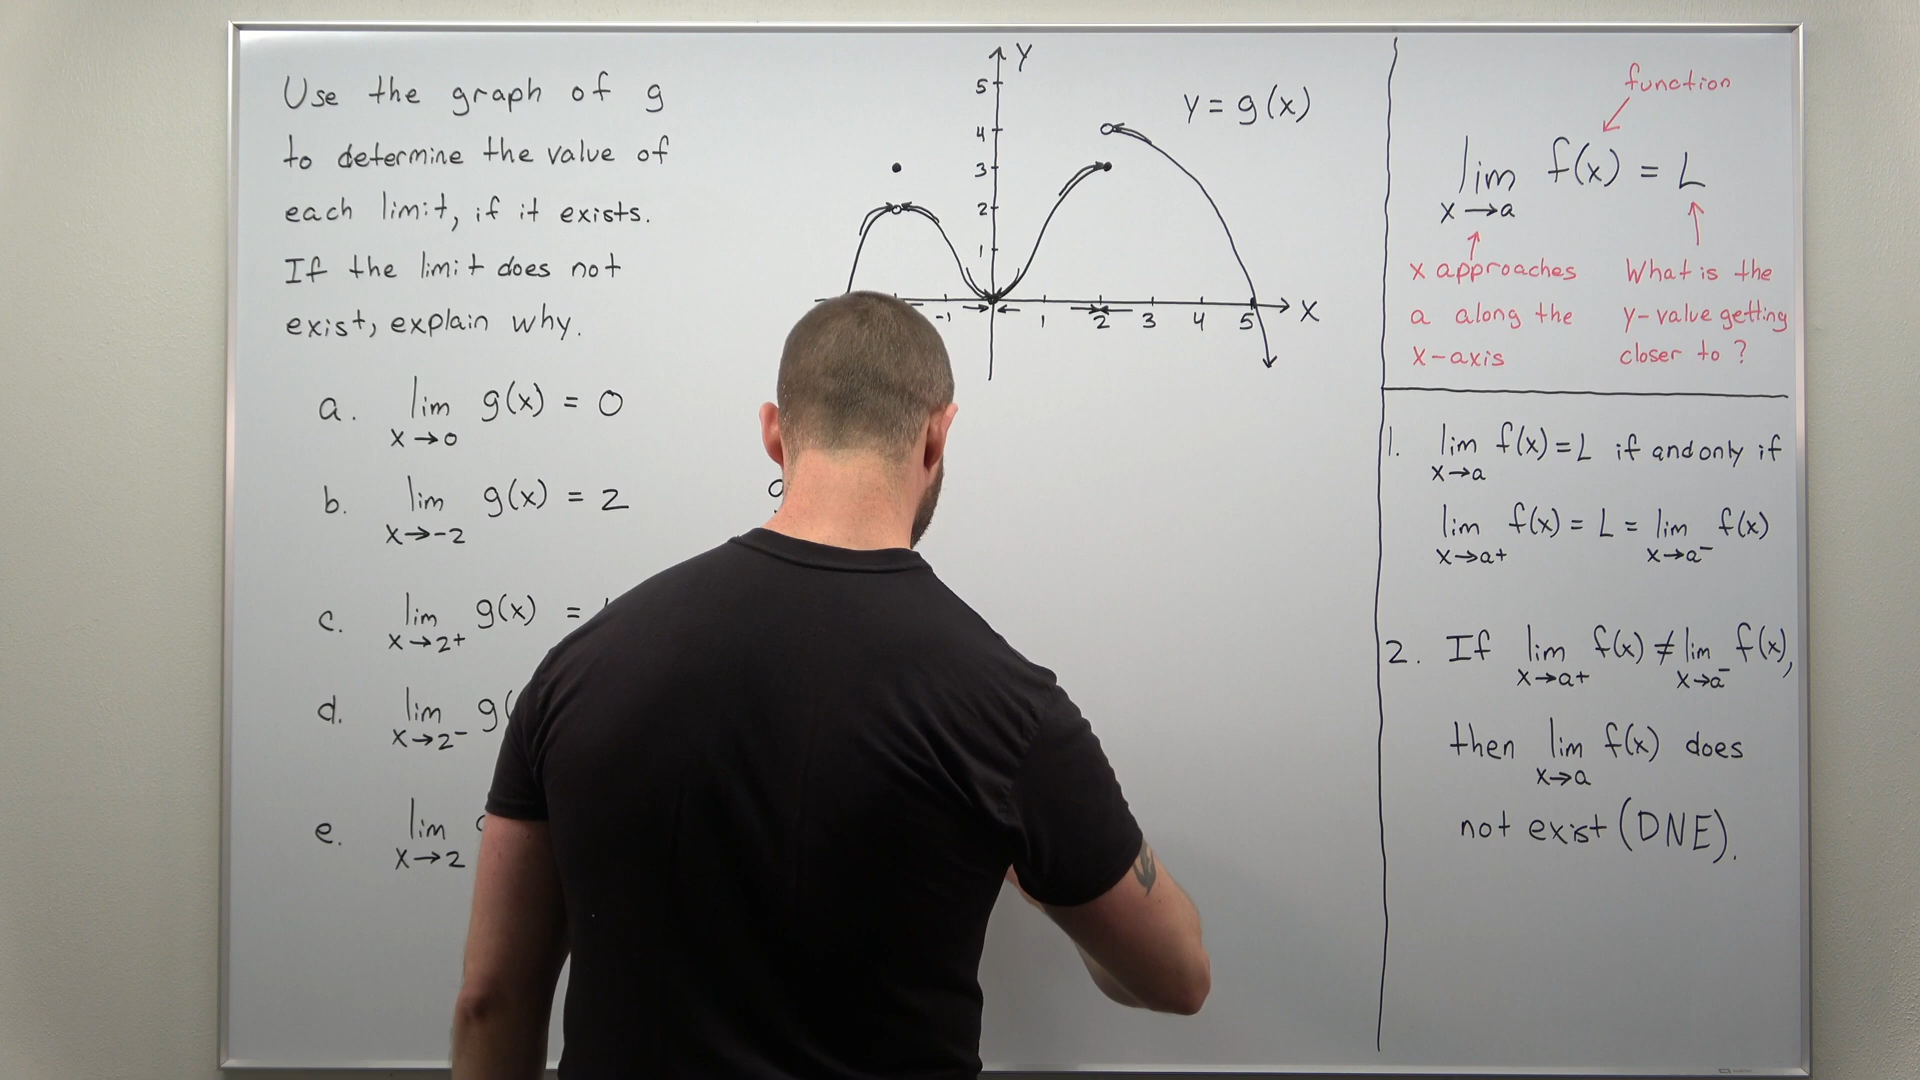 Use the graph of g
to determine the value of
each limit, if it exists.
If the limit does not
exist, explain why.
a. lim g(x) = 0
x→0
b. lim g(x) = 2
x→-2
c. lim g(x) =
x→2+
d. lim g(
x→2-
e. lim
x→2
Y
5
4
3
2
1
-1 1 2 3 4 5 X
y = g(x)
function
lim f(x) = L
x→a
x approaches
a along the
x-axis
What is the
y-value getting
closer to?
1. lim f(x) = L if and only if
x→a
lim f(x) = L = lim f(x)
x→a+ x→a-
2. If lim f(x) ≠ lim f(x),
x→a+ x→a-
then lim f(x) does
x→a
not exist (DNE).